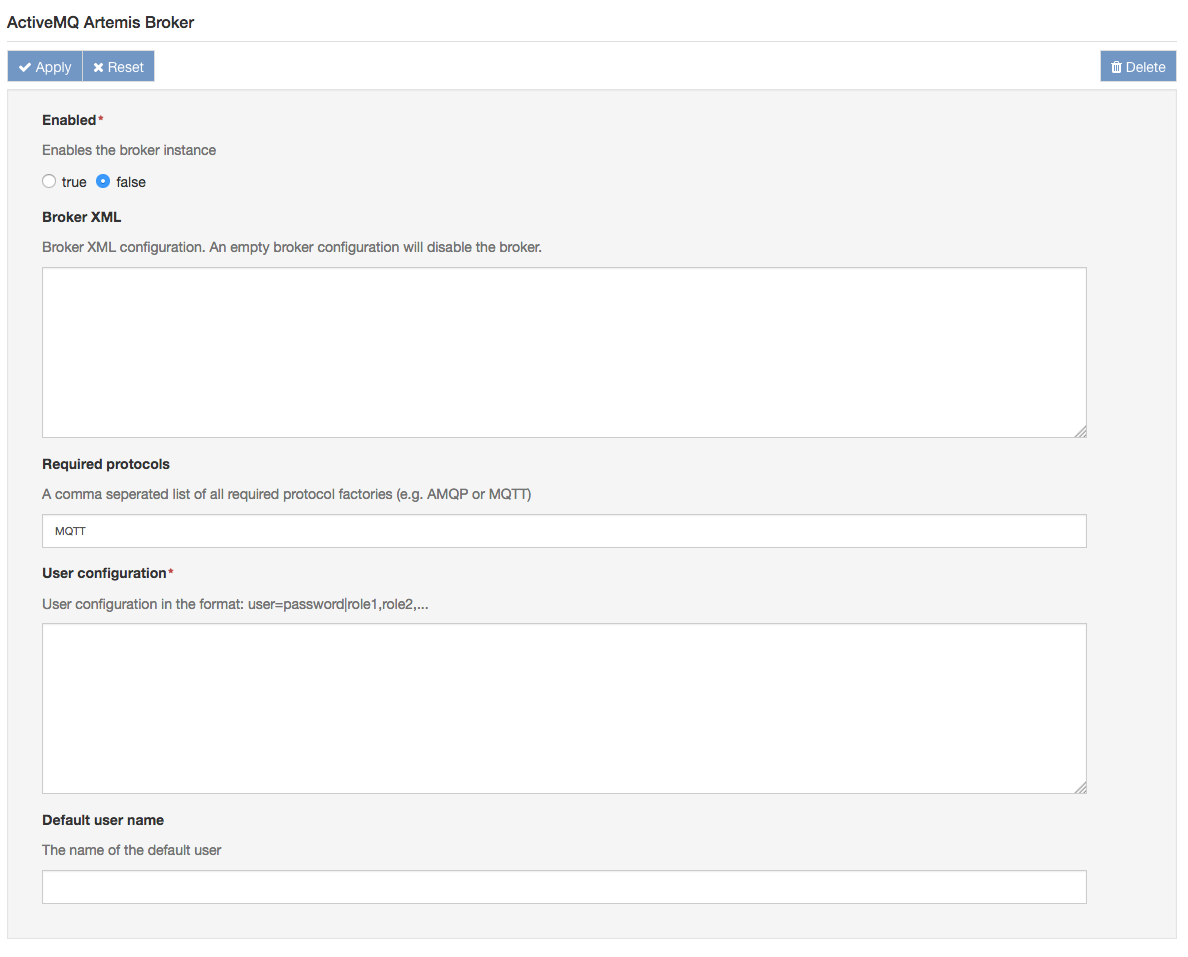 ActiveMQ Artemis Broker
Apply Reset Delete
Enabled*
Enables the broker instance
true false
Broker XML
Broker XML configuration. An empty broker configuration will disable the broker.
Required protocols
A comma seperated list of all required protocol factories (e.g. AMQP or MQTT)
MQTT
User configuration*
User configuration in the format: user=password|role1,role2,...
Default user name
The name of the default user